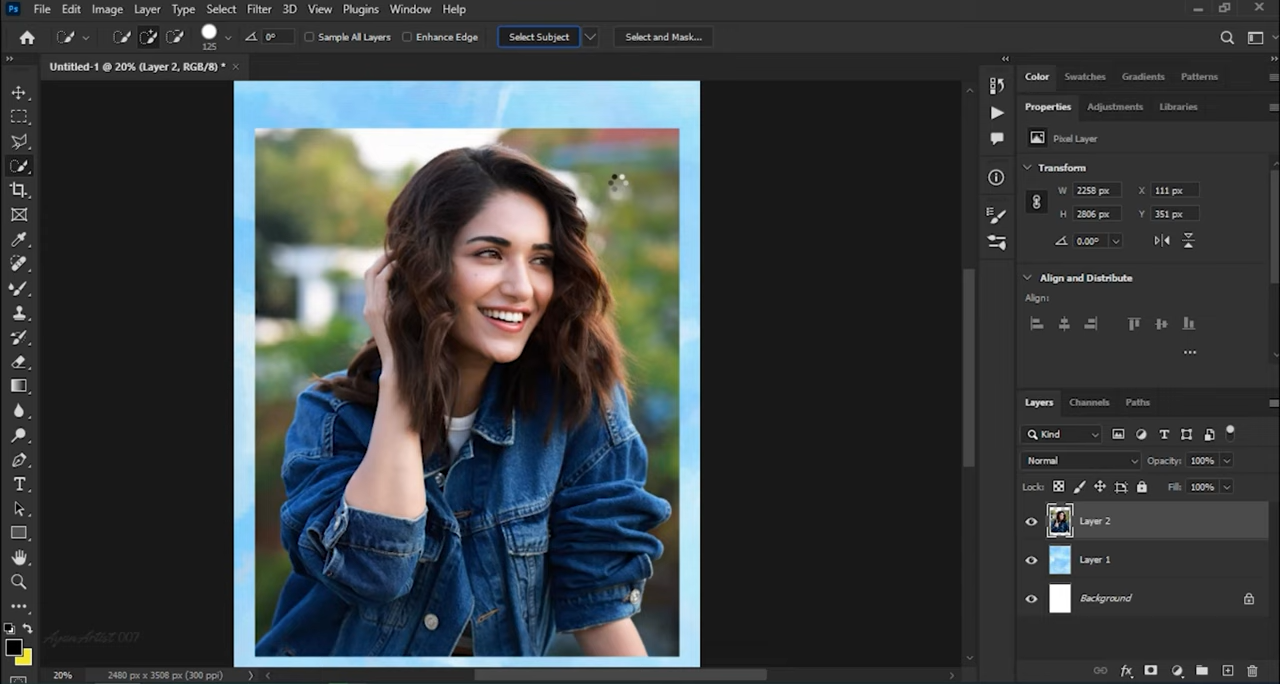 Ps File Edit Image Layer Type Select Filter 3D View Plugins Window Help
125 0° Sample All Layers Enhance Edge Select Subject Select and Mask...
Untitled-1 @ 20% (Layer 2, RGB/8) *
Color Swatches Gradients Patterns
Properties Adjustments Libraries
Pixel Layer
Transform
W 2258 px X 111 px
H 2806 px Y 351 px
0.00°
Align and Distribute
Align:
Layers Channels Paths
Kind
Normal Opacity: 100%
Lock: Fill: 100%
Layer 2
Layer 1
Background
20% 2480 px x 3508 px (300 ppi)